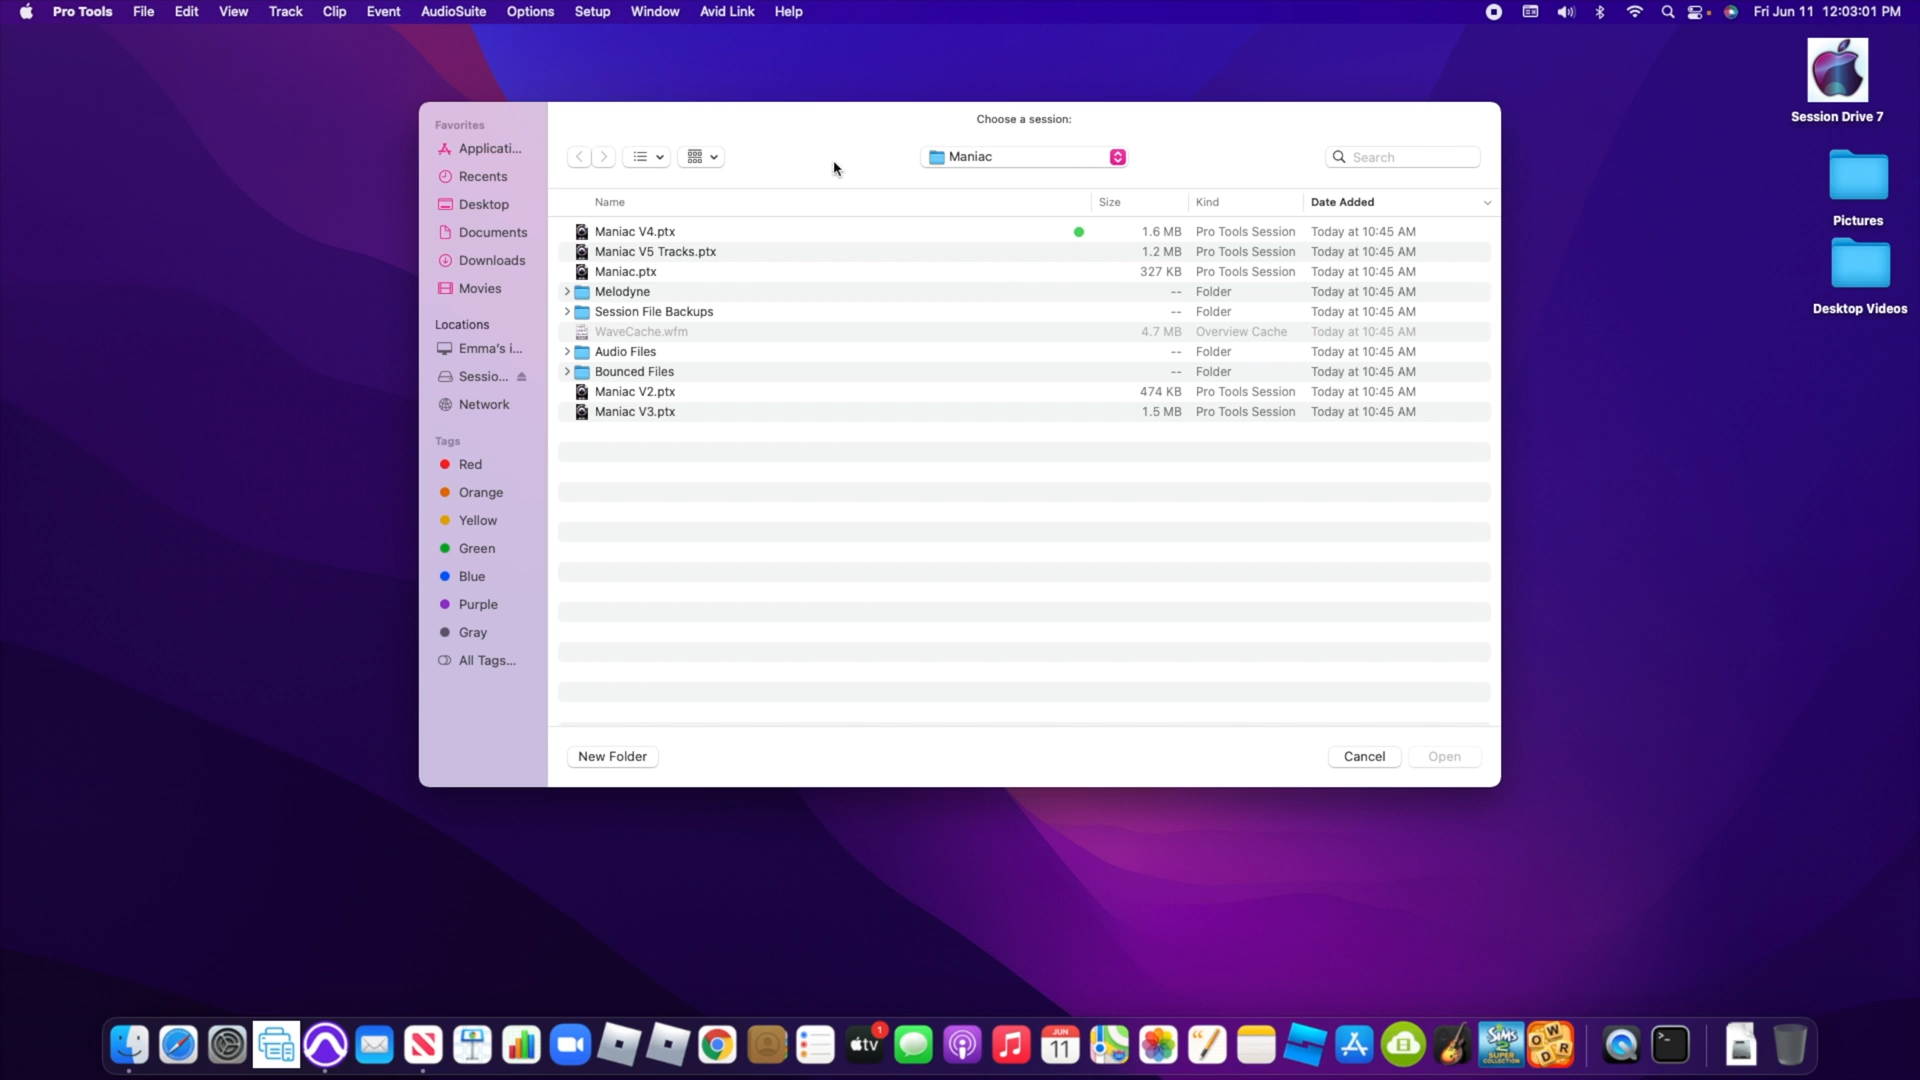 Pro Tools File Edit View Track Clip Event AudioSuite Options Setup Window Avid Link Help Fri Jun 11 12:03:01 PM
Session Drive 7
Pictures
Desktop Videos
Favorites
Applicati...
Recents
Desktop
Documents
Downloads
Movies
Locations
Emma's i...
Sessio...
Network
Tags
Red
Orange
Yellow
Green
Blue
Purple
Gray
All Tags...
Choose a session:
Maniac
Search
Name Size Kind Date Added
Maniac V4.ptx 1.6 MB Pro Tools Session Today at 10:45 AM
Maniac V5 Tracks.ptx 1.2 MB Pro Tools Session Today at 10:45 AM
Maniac.ptx 327 KB Pro Tools Session Today at 10:45 AM
Melodyne -- Folder Today at 10:45 AM
Session File Backups -- Folder Today at 10:45 AM
WaveCache.wfm 4.7 MB Overview Cache Today at 10:45 AM
Audio Files -- Folder Today at 10:45 AM
Bounced Files -- Folder Today at 10:45 AM
Maniac V2.ptx 474 KB Pro Tools Session Today at 10:45 AM
Maniac V3.ptx 1.5 MB Pro Tools Session Today at 10:45 AM
New Folder Cancel Open
tv 1
JUN
11
SIMS
2
SUPER
COLLECTION
W
O R
D